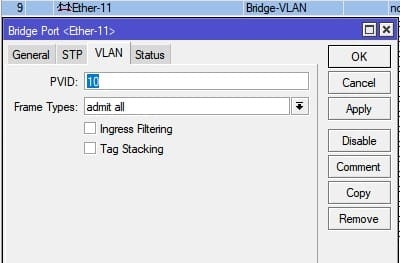 9 Ether-11 Bridge-VLAN
Bridge Port <Ether-11>
General STP VLAN Status
OK
PVID: 10
Cancel
Frame Types: admit all
Apply
Ingress Filtering
Tag Stacking
Disable
Comment
Copy
Remove